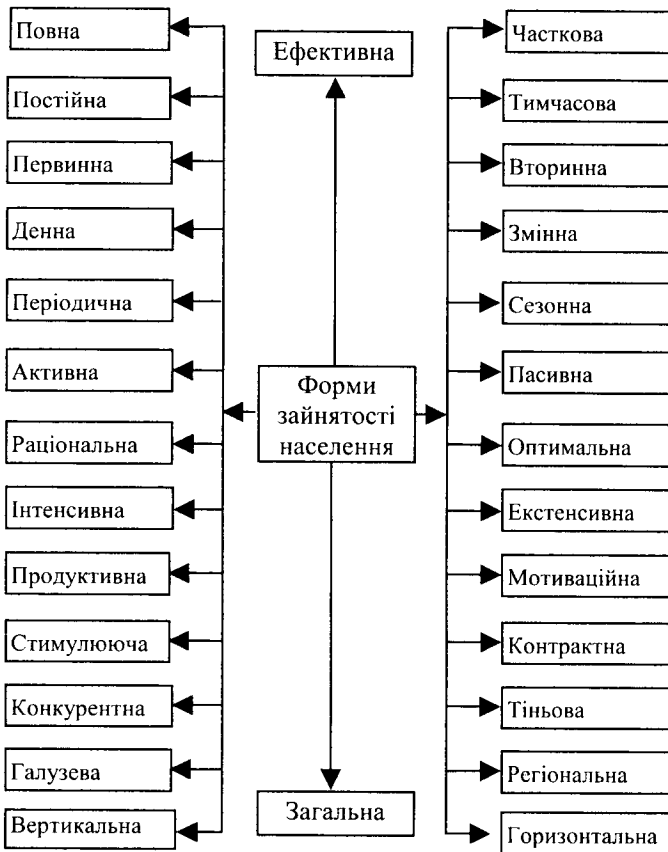 Повна
Ефективна
Часткова
Постійна
Тимчасова
Первинна
Вторинна
Денна
Змінна
Періодична
Сезонна
Активна
Пасивна
Форми
зайнятості
населення
Раціональна
Оптимальна
Інтенсивна
Екстенсивна
Продуктивна
Мотиваційна
Стимулююча
Контрактна
Конкурентна
Тіньова
Галузева
Регіональна
Загальна
Вертикальна
Горизонтальна